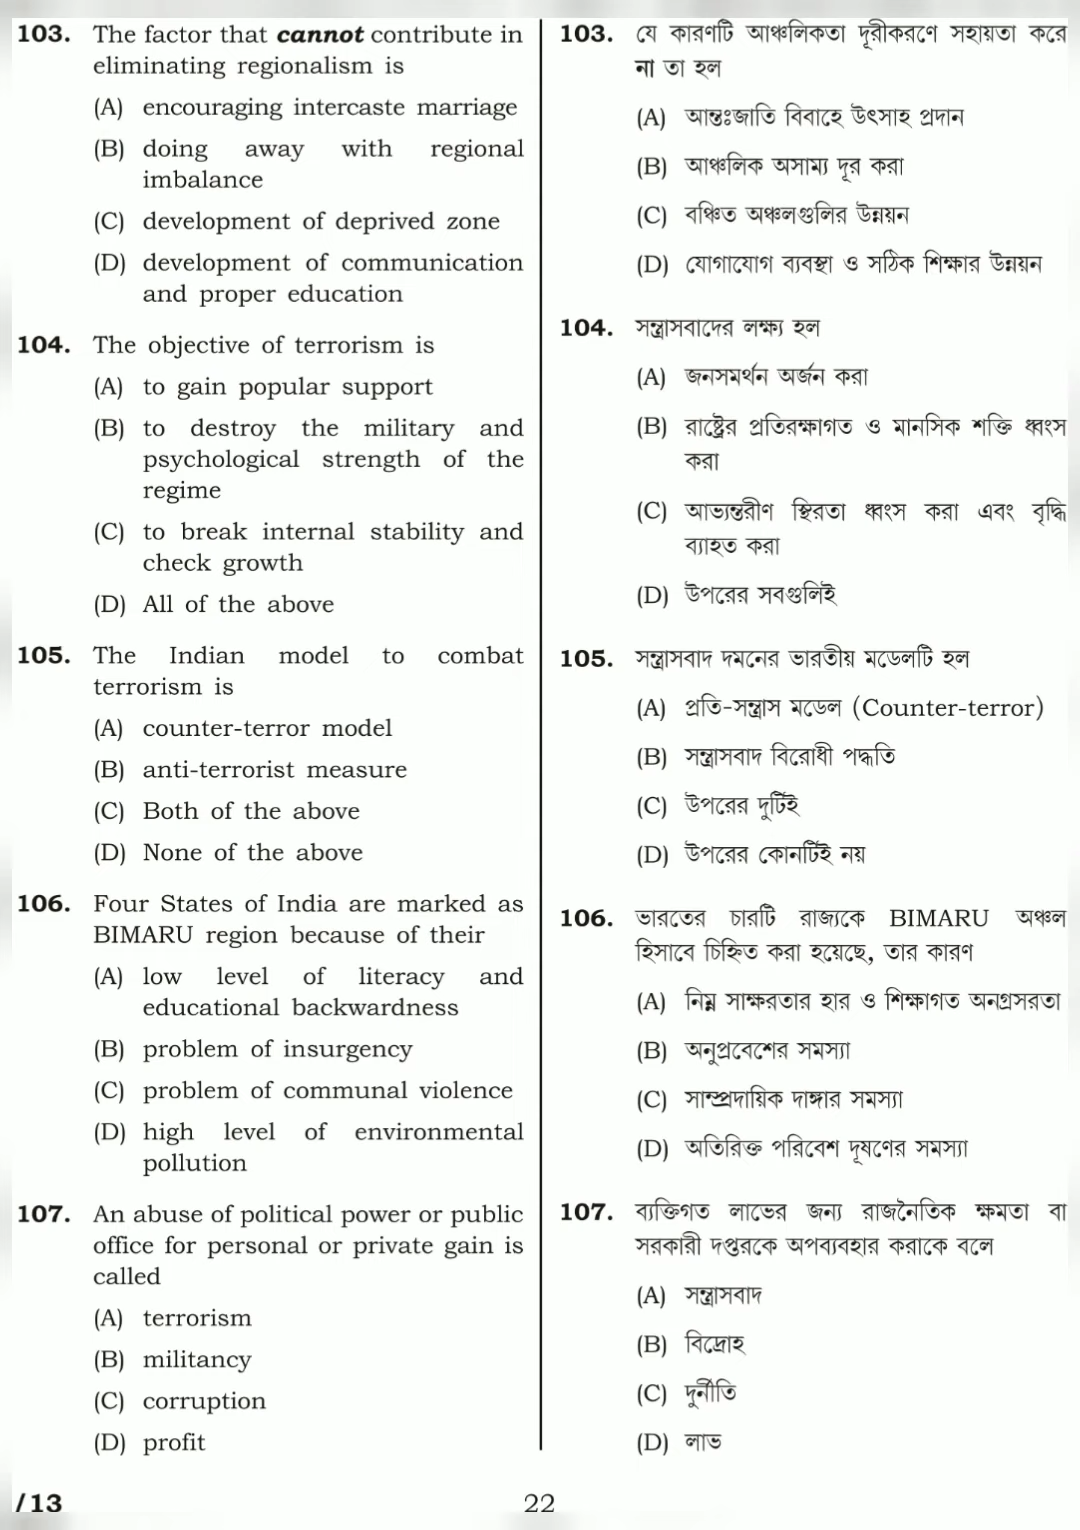 103. The factor that cannot contribute in
eliminating regionalism is
(A) encouraging intercaste marriage
(B) doing away with regional
imbalance
(C) development of deprived zone
(D) development of communication
and proper education
104. The objective of terrorism is
(A) to gain popular support
(B) to destroy the military and
psychological strength of the
regime
(C) to break internal stability and
check growth
(D) All of the above
105. The Indian model to combat
terrorism is
(A) counter-terror model
(B) anti-terrorist measure
(C) Both of the above
(D) None of the above
106. Four States of India are marked as
BIMARU region because of their
(A) low level of literacy and
educational backwardness
(B) problem of insurgency
(C) problem of communal violence
(D) high level of environmental
pollution
107. An abuse of political power or public
office for personal or private gain is
called
(A) terrorism
(B) militancy
(C) corruption
(D) profit
103. যে কারণটি আঞ্চলিকতা দূরীকরণে সহায়তা করে
না তা হল
(A) আন্তঃজাতি বিবাহে উৎসাহ প্রদান
(B) আঞ্চলিক অসাম্য দূর করা
(C) বঞ্চিত অঞ্চলগুলির উন্নয়ন
(D) যোগাযোগ ব্যবস্থা ও সঠিক শিক্ষার উন্নয়ন
104. সন্ত্রাসবাদের লক্ষ্য হল
(A) জনসমর্থন অর্জন করা
(B) রাষ্ট্রের প্রতিরক্ষাগত ও মানসিক শক্তি ধ্বংস
করা
(C) আভ্যন্তরীণ স্থিরতা ধ্বংস করা এবং বৃদ্ধি
ব্যাহত করা
(D) উপরের সবগুলিই
105. সন্ত্রাসবাদ দমনের ভারতীয় মডেলটি হল
(A) প্রতি-সন্ত্রাস মডেল (Counter-terror)
(B) সন্ত্রাসবাদ বিরোধী পদ্ধতি
(C) উপরের দুটিই
(D) উপরের কোনটিই নয়
106. ভারতের চারটি রাজ্যকে BIMARU অঞ্চল
হিসাবে চিহ্নিত করা হয়েছে, তার কারণ
(A) নিম্ন সাক্ষরতার হার ও শিক্ষাগত অনগ্রসরতা
(B) অনুপ্রবেশের সমস্যা
(C) সাম্প্রদায়িক দাঙ্গার সমস্যা
(D) অতিরিক্ত পরিবেশ দূষণের সমস্যা
107. ব্যক্তিগত লাভের জন্য রাজনৈতিক ক্ষমতা বা
সরকারী দপ্তরকে অপব্যবহার করাকে বলে
(A) সন্ত্রাসবাদ
(B) বিদ্রোহ
(C) দুর্নীতি
(D) লাভ
/13
22